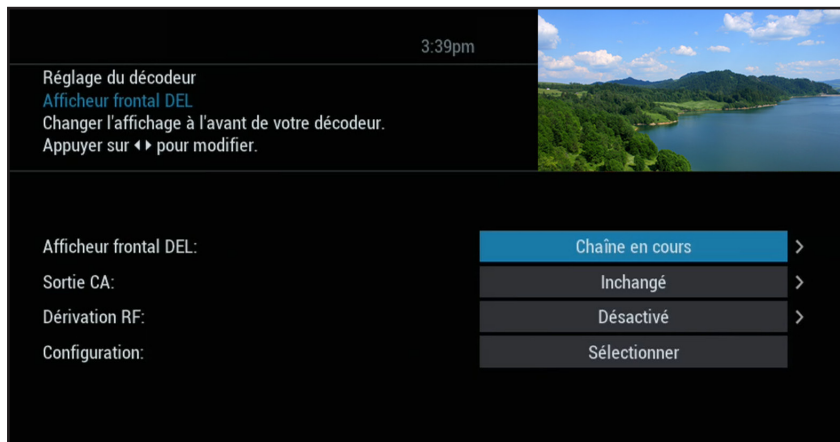 3:39pm
Réglage du décodeur
Afficheur frontal DEL
Changer l'affichage à l'avant de votre décodeur.
Appuyer sur ◀ ▶ pour modifier.
Afficheur frontal DEL: Chaîne en cours >
Sortie CA: Inchangé >
Dérivation RF: Désactivé >
Configuration: Sélectionner